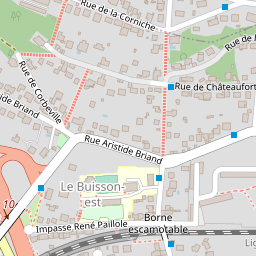 Rue de la Corniche
Rue de
Rue de Châteaufort
Rue de Corbeville
Briand
Rue Aristide Briand
Le Buisson-
est
Borne
escamotable
Impasse René Paillole
10
Lig